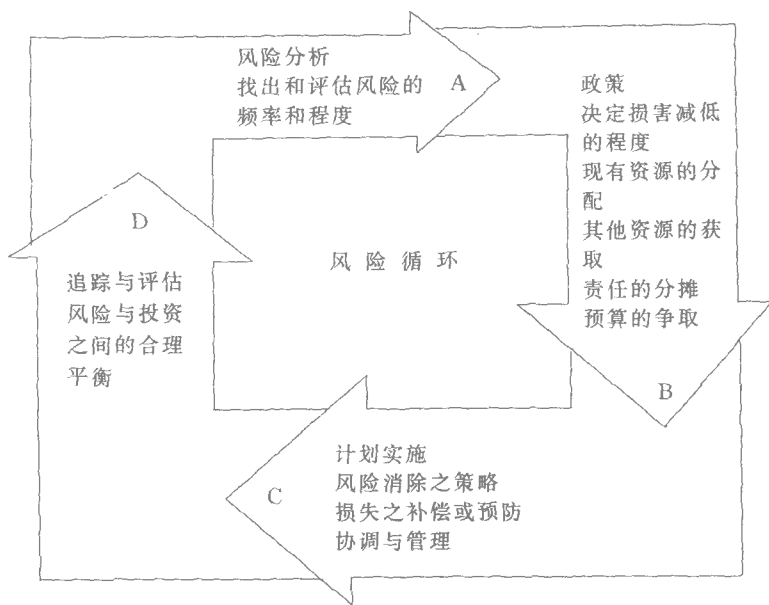 风险分析
找出和评估风险的
频率和程度
A
政策
决定损害减低
的程度
现有资源的分
配
其他资源的获
取
责任的分摊
预算的争取
B
风险循环
计划实施
风险消除之策略
损失之补偿或预防
协调与管理
C
D
追踪与评估
风险与投资
之间的合理
平衡